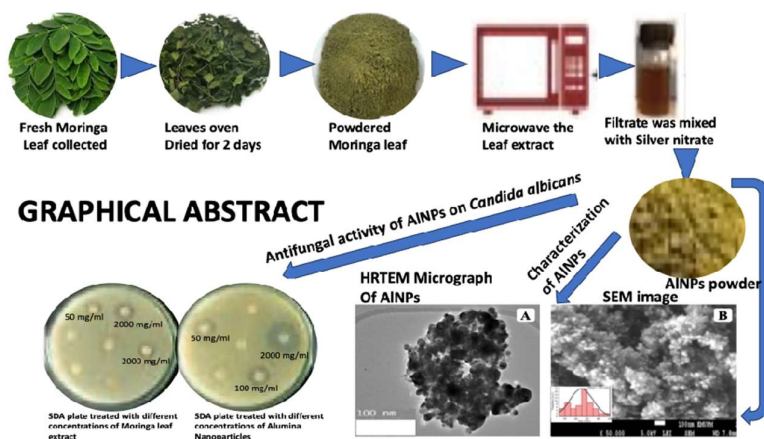 Fresh Moringa
Leaf collected
Leaves oven
Dried for 2 days
Powdered
Moringa leaf
Microwave the
Leaf extract
Filtrate was mixed
with Silver nitrate
GRAPHICAL ABSTRACT
Antifungal activity of AlNPs on Candida albicans
Characterization
of AlNPs
AlNPs powder
HRTEM Micrograph
Of AlNPs
SEM image
50 mg/ml
2000 mg/ml
2000 mg/ml
50 mg/ml
2000 mg/ml
100 mg/ml
A
100 nm
B
SDA plate treated with different
concentrations of Moringa leaf
extract
SDA plate treated with different
concentrations of Alumina
Nanoparticles